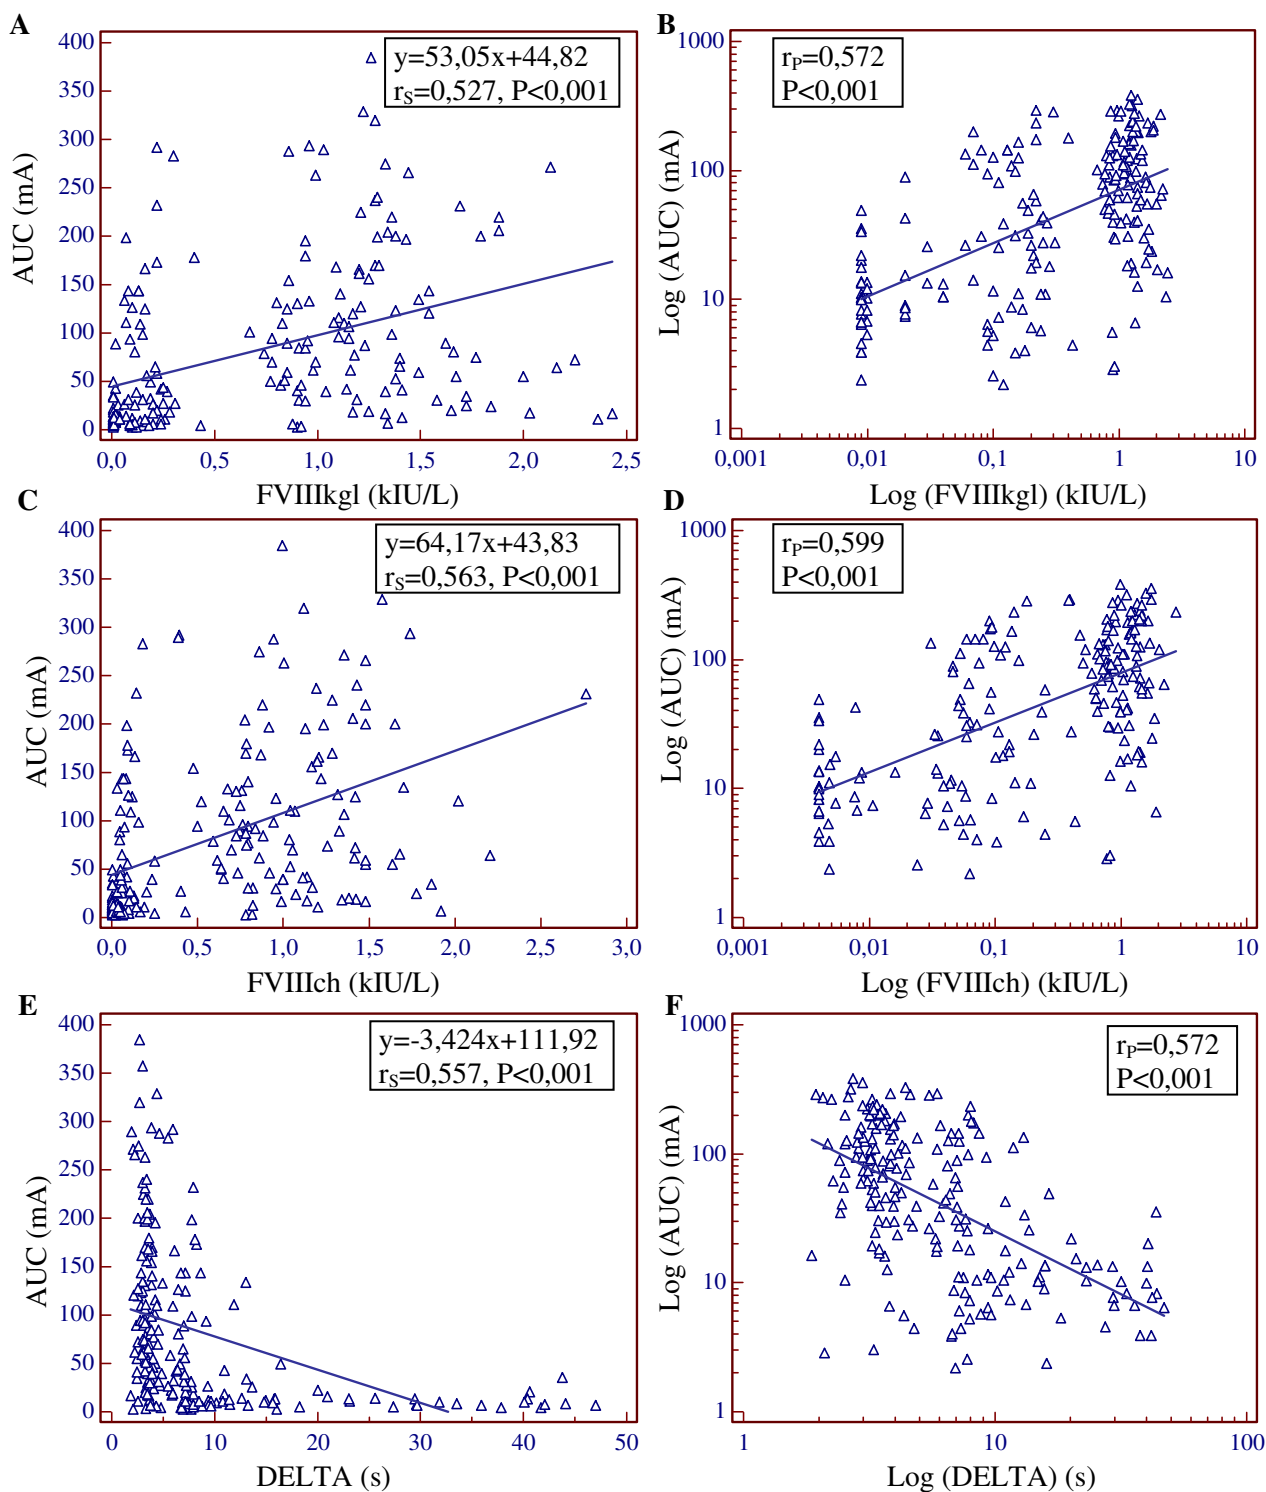 A
y=53,05x+44,82
rS=0,527, P<0,001
400
350
300
250
200
150
100
50
0
AUC (mA)
0,0 0,5 1,0 1,5 2,0 2,5
FVIIIkgl (kIU/L)
B
rP=0,572
P<0,001
1000
100
10
1
Log (AUC) (mA)
0,001 0,01 0,1 1 10
Log (FVIIIkgl) (kIU/L)
C
y=64,17x+43,83
rS=0,563, P<0,001
400
350
300
250
200
150
100
50
0
AUC (mA)
0,0 0,5 1,0 1,5 2,0 2,5 3,0
FVIIIch (kIU/L)
D
rP=0,599
P<0,001
1000
100
10
1
Log (AUC) (mA)
0,001 0,01 0,1 1 10
Log (FVIIIch) (kIU/L)
E
y=-3,424x+111,92
rS=0,557, P<0,001
400
350
300
250
200
150
100
50
0
AUC (mA)
0 10 20 30 40 50
DELTA (s)
F
rP=0,572
P<0,001
1000
100
10
1
Log (AUC) (mA)
1 10 100
Log (DELTA) (s)